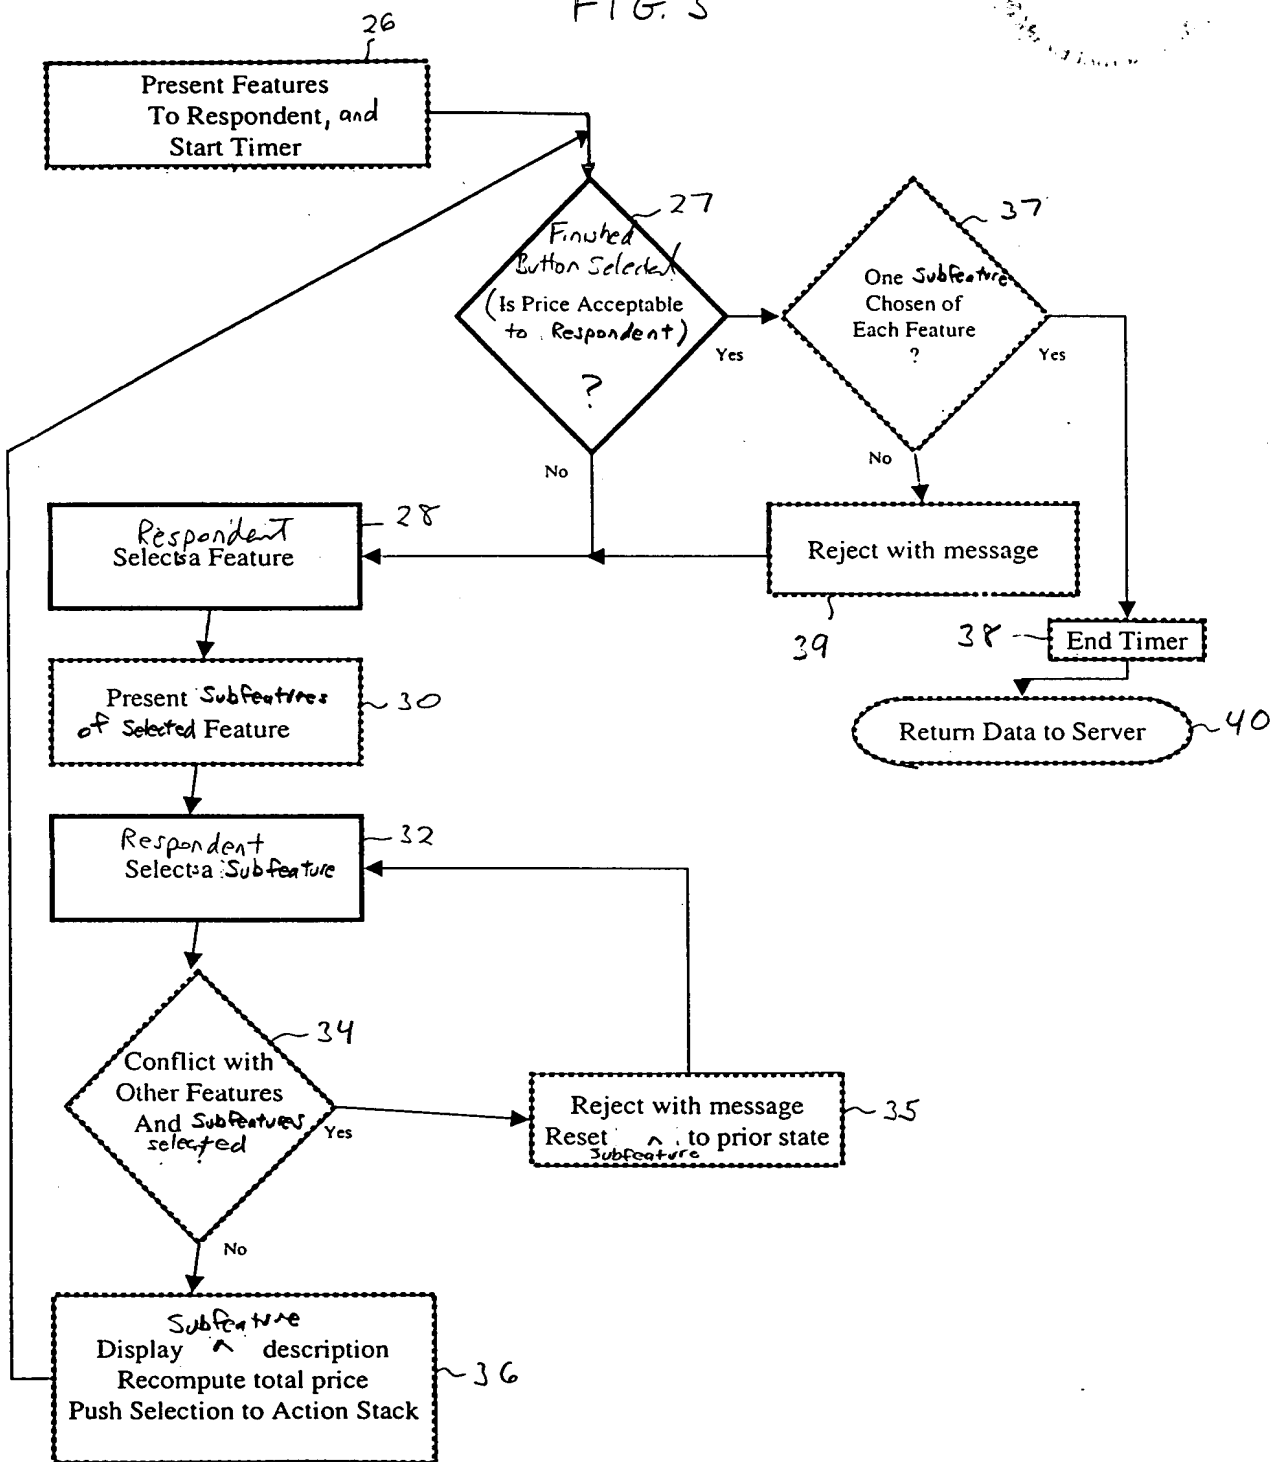 FIG. 3
26
Present Features
To Respondent, and
Start Timer
27
Finished
Button Selected
(Is Price Acceptable
to Respondent)
?
Yes
No
37
One Subfeature
Chosen of
Each Feature
?
Yes
No
28
Respondent
Selects a Feature
Reject with message
39
38
End Timer
Present Subfeatures
of Selected Feature
30
Return Data to Server
40
Respondent
Selects a Subfeature
32
34
Conflict with
Other Features
And Subfeatures
selected
?
Yes
No
Reject with message
Reset ^ to prior state
Subfeature
35
Subfeature
Display ^ description
Recompute total price
Push Selection to Action Stack
36